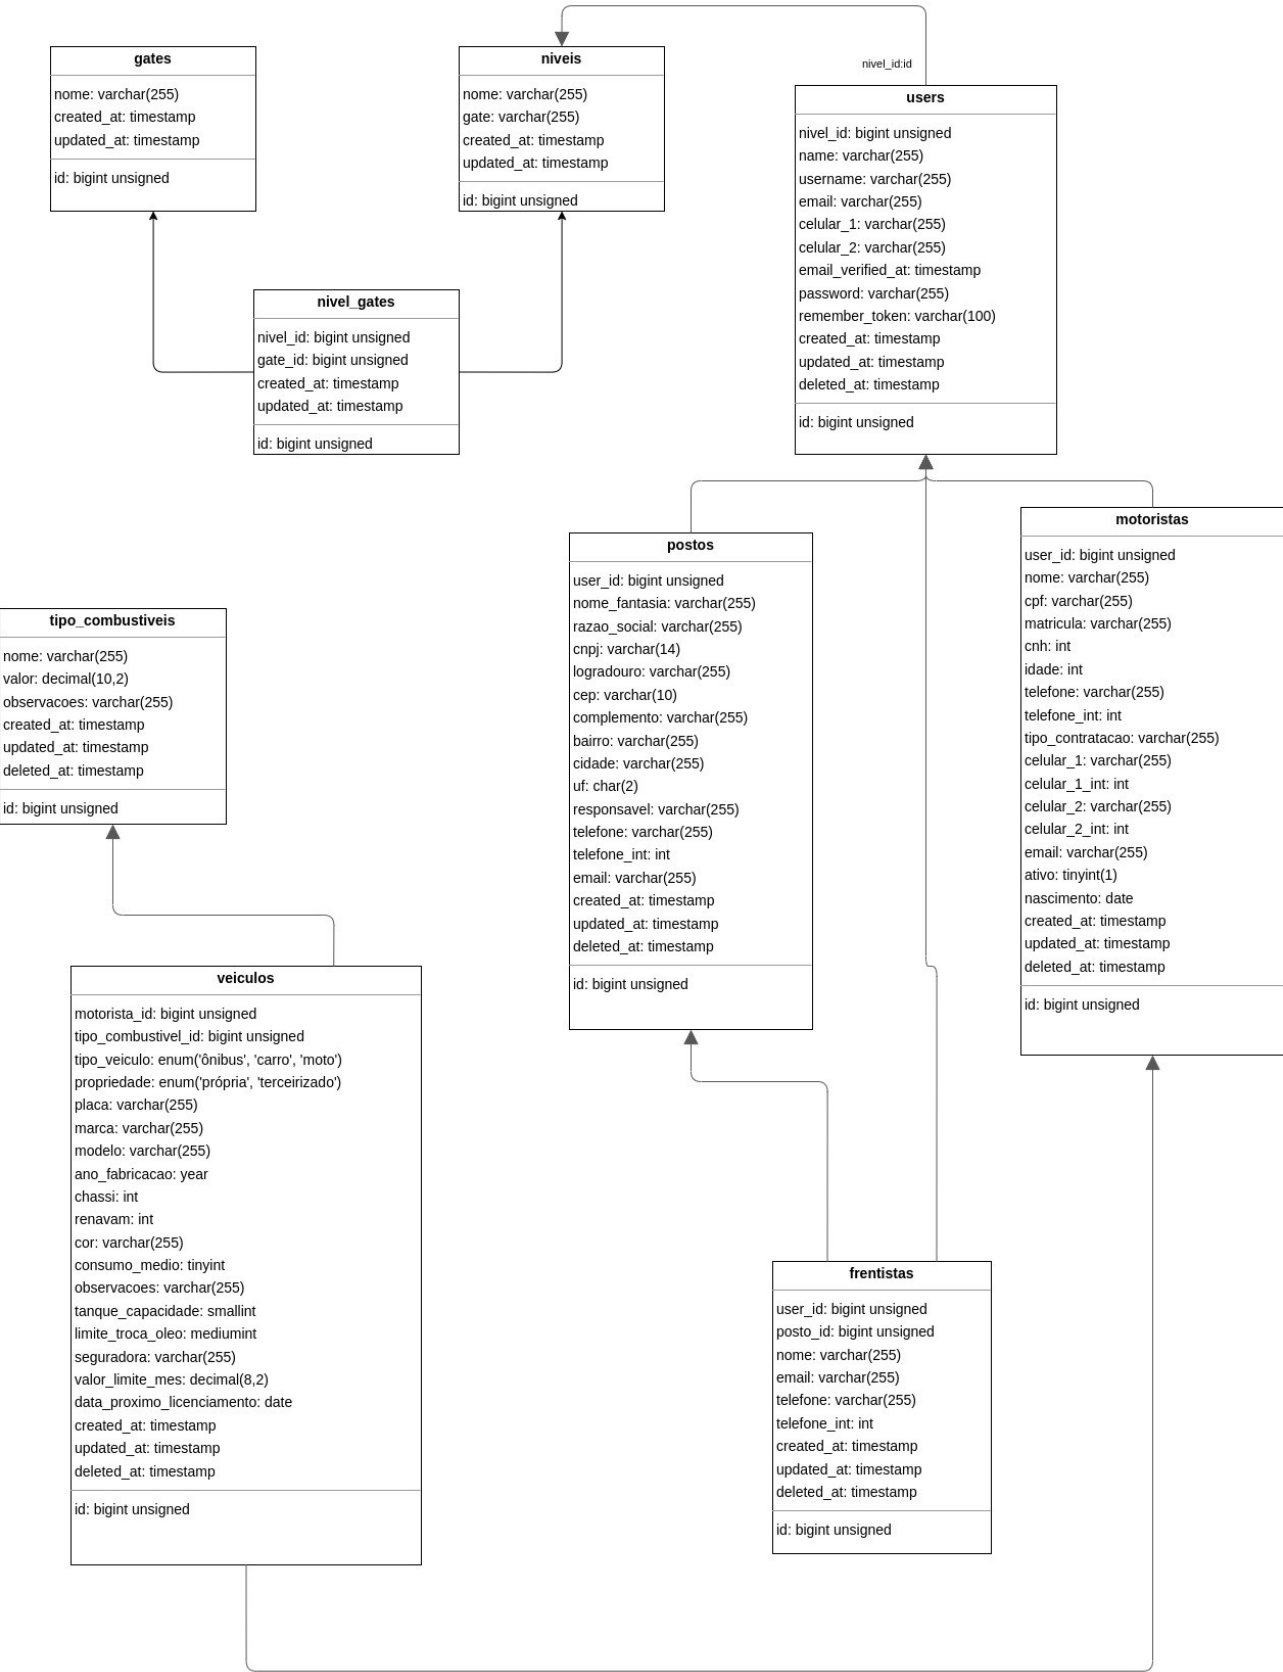 gates
nome: varchar(255)
created_at: timestamp
updated_at: timestamp
id: bigint unsigned
niveis
nome: varchar(255)
gate: varchar(255)
created_at: timestamp
updated_at: timestamp
id: bigint unsigned
nivel_id:id
users
nivel_id: bigint unsigned
name: varchar(255)
username: varchar(255)
email: varchar(255)
celular_1: varchar(255)
celular_2: varchar(255)
email_verified_at: timestamp
password: varchar(255)
remember_token: varchar(100)
created_at: timestamp
updated_at: timestamp
deleted_at: timestamp
id: bigint unsigned
nivel_gates
nivel_id: bigint unsigned
gate_id: bigint unsigned
created_at: timestamp
updated_at: timestamp
id: bigint unsigned
postos
user_id: bigint unsigned
nome_fantasia: varchar(255)
razao_social: varchar(255)
cnpj: varchar(14)
logradouro: varchar(255)
cep: varchar(10)
complemento: varchar(255)
bairro: varchar(255)
cidade: varchar(255)
uf: char(2)
responsavel: varchar(255)
telefone: varchar(255)
telefone_int: int
email: varchar(255)
created_at: timestamp
updated_at: timestamp
deleted_at: timestamp
id: bigint unsigned
motoristas
user_id: bigint unsigned
nome: varchar(255)
cpf: varchar(255)
matricula: varchar(255)
cnh: int
idade: int
telefone: varchar(255)
telefone_int: int
tipo_contratacao: varchar(255)
celular_1: varchar(255)
celular_1_int: int
celular_2: varchar(255)
celular_2_int: int
email: varchar(255)
ativo: tinyint(1)
nascimento: date
created_at: timestamp
updated_at: timestamp
deleted_at: timestamp
id: bigint unsigned
tipo_combustiveis
nome: varchar(255)
valor: decimal(10,2)
observacoes: varchar(255)
created_at: timestamp
updated_at: timestamp
deleted_at: timestamp
id: bigint unsigned
veiculos
motorista_id: bigint unsigned
tipo_combustivel_id: bigint unsigned
tipo_veiculo: enum('ônibus', 'carro', 'moto')
propriedade: enum('própria', 'terceirizado')
placa: varchar(255)
marca: varchar(255)
modelo: varchar(255)
ano_fabricacao: year
chassi: int
renavam: int
cor: varchar(255)
consumo_medio: tinyint
observacoes: varchar(255)
tanque_capacidade: smallint
limite_troca_oleo: mediumint
seguradora: varchar(255)
valor_limite_mes: decimal(8,2)
data_proximo_licenciamento: date
created_at: timestamp
updated_at: timestamp
deleted_at: timestamp
id: bigint unsigned
frentistas
user_id: bigint unsigned
posto_id: bigint unsigned
nome: varchar(255)
email: varchar(255)
telefone: varchar(255)
telefone_int: int
created_at: timestamp
updated_at: timestamp
deleted_at: timestamp
id: bigint unsigned